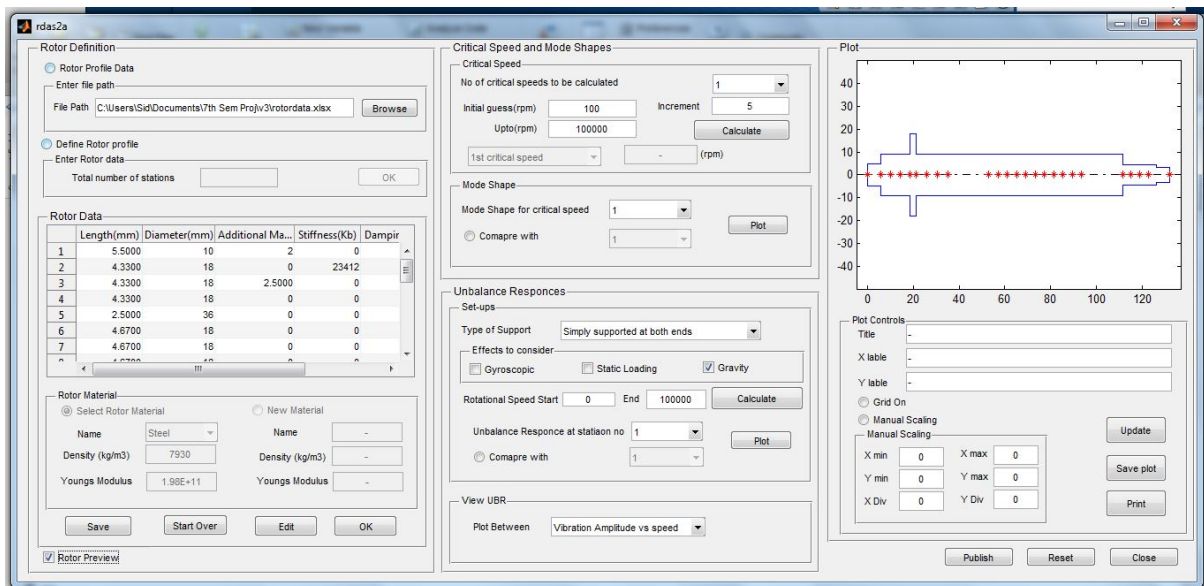 rdas2a
Rotor Definition
Rotor Profile Data
Enter file path
File Path C:\Users\Sid\Documents\7th Sem Proj\v3\rotordata.xlsx Browse
Define Rotor profile
Enter Rotor data
Total number of stations OK
Rotor Data
Length(mm) Diameter(mm) Additional Ma... Stiffness(Kb) Dampir
1 5.5000 10 2 0
2 4.3300 18 0 23412
3 4.3300 18 2.5000 0
4 4.3300 18 0 0
5 2.5000 36 0 0
6 4.6700 18 0 0
7 4.6700 18 0 0
Rotor Material
Select Rotor Material New Material
Name Steel Name -
Density (kg/m3) 7930 Density (kg/m3) -
Youngs Modulus 1.98E+11 Youngs Modulus -
Save Start Over Edit OK
Rotor Preview
Critical Speed and Mode Shapes
Critical Speed
No of critical speeds to be calculated 1
Initial guess(rpm) 100 Increment 5
Upto(rpm) 100000 Calculate
1st critical speed - (rpm)
Mode Shape
Mode Shape for critical speed 1
Plot
Comapre with 1
Unbalance Responces
Set-ups
Type of Support Simply supported at both ends
Effects to consider
Gyroscopic Static Loading Gravity
Rotational Speed Start 0 End 100000 Calculate
Unbalance Responce at statiaon no 1
Plot
Comapre with 1
View UBR
Plot Between Vibration Amplitude vs speed
Plot
50
40
30
20
10
0
-10
-20
-30
-40
0 20 40 60 80 100 120
Plot Controls
Title -
X lable -
Y lable -
Grid On
Manual Scaling
Update
Manual Scaling
X min 0 X max 0
Y min 0 Y max 0
X Div 0 Y Div 0
Save plot
Print
Publish Reset Close